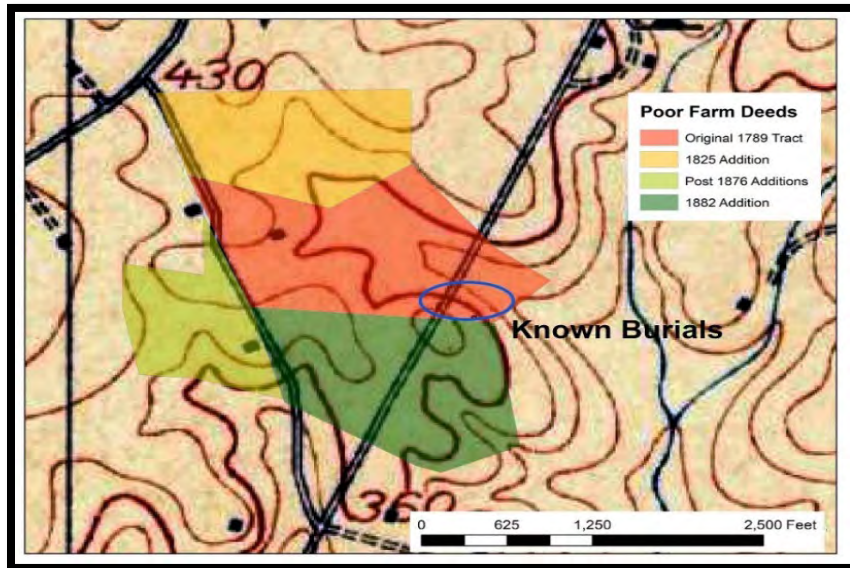 430
Poor Farm Deeds
Original 1789 Tract
1825 Addition
Post 1876 Additions
1882 Addition
Known Burials
360
0 625 1,250 2,500 Feet